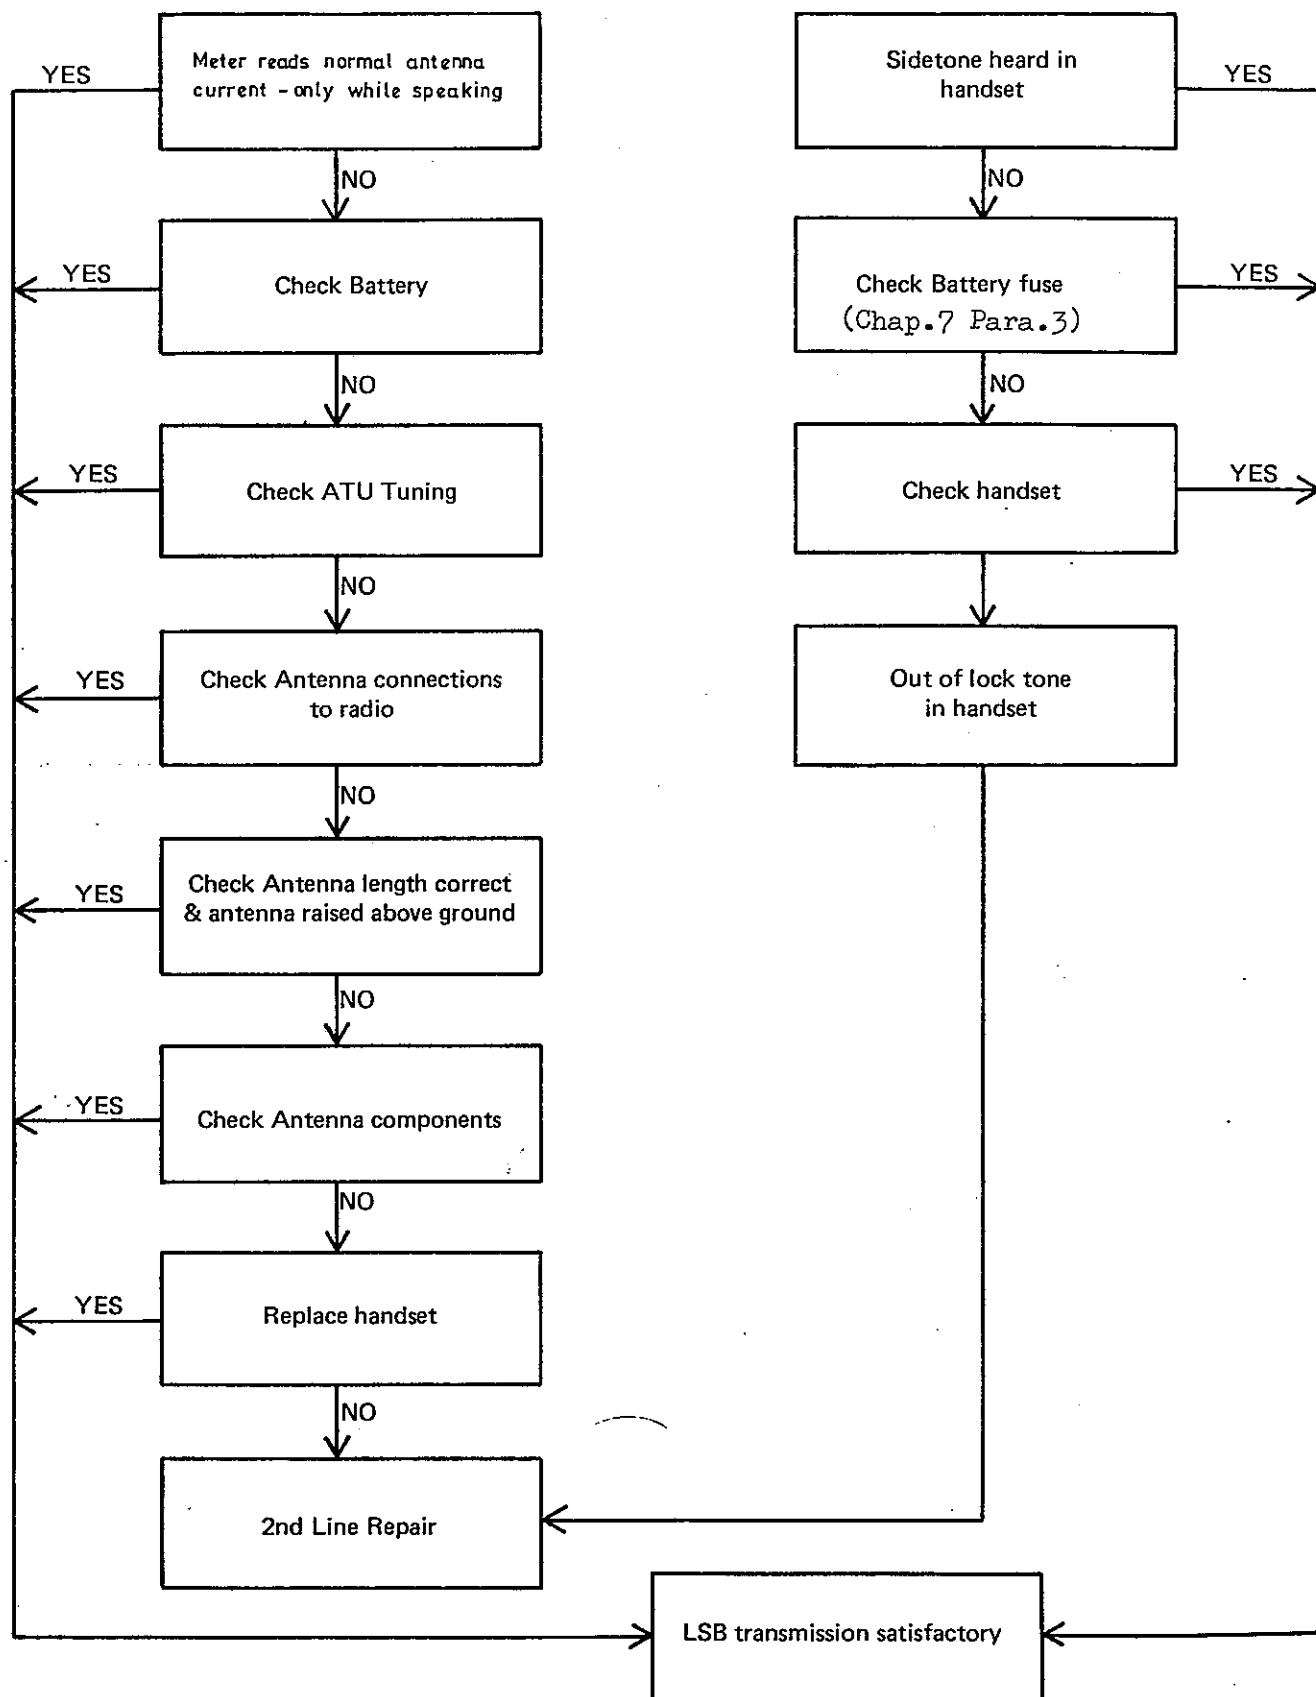 Meter reads normal antenna
current - only while speaking
YES
NO
Check Battery
YES
NO
Check ATU Tuning
YES
NO
Check Antenna connections
to radio
YES
NO
Check Antenna length correct
& antenna raised above ground
YES
NO
Check Antenna components
YES
NO
Replace handset
YES
NO
2nd Line Repair
Sidetone heard in
handset
YES
NO
Check Battery fuse
(Chap.7 Para.3)
YES
NO
Check handset
YES
Out of lock tone
in handset
LSB transmission satisfactory